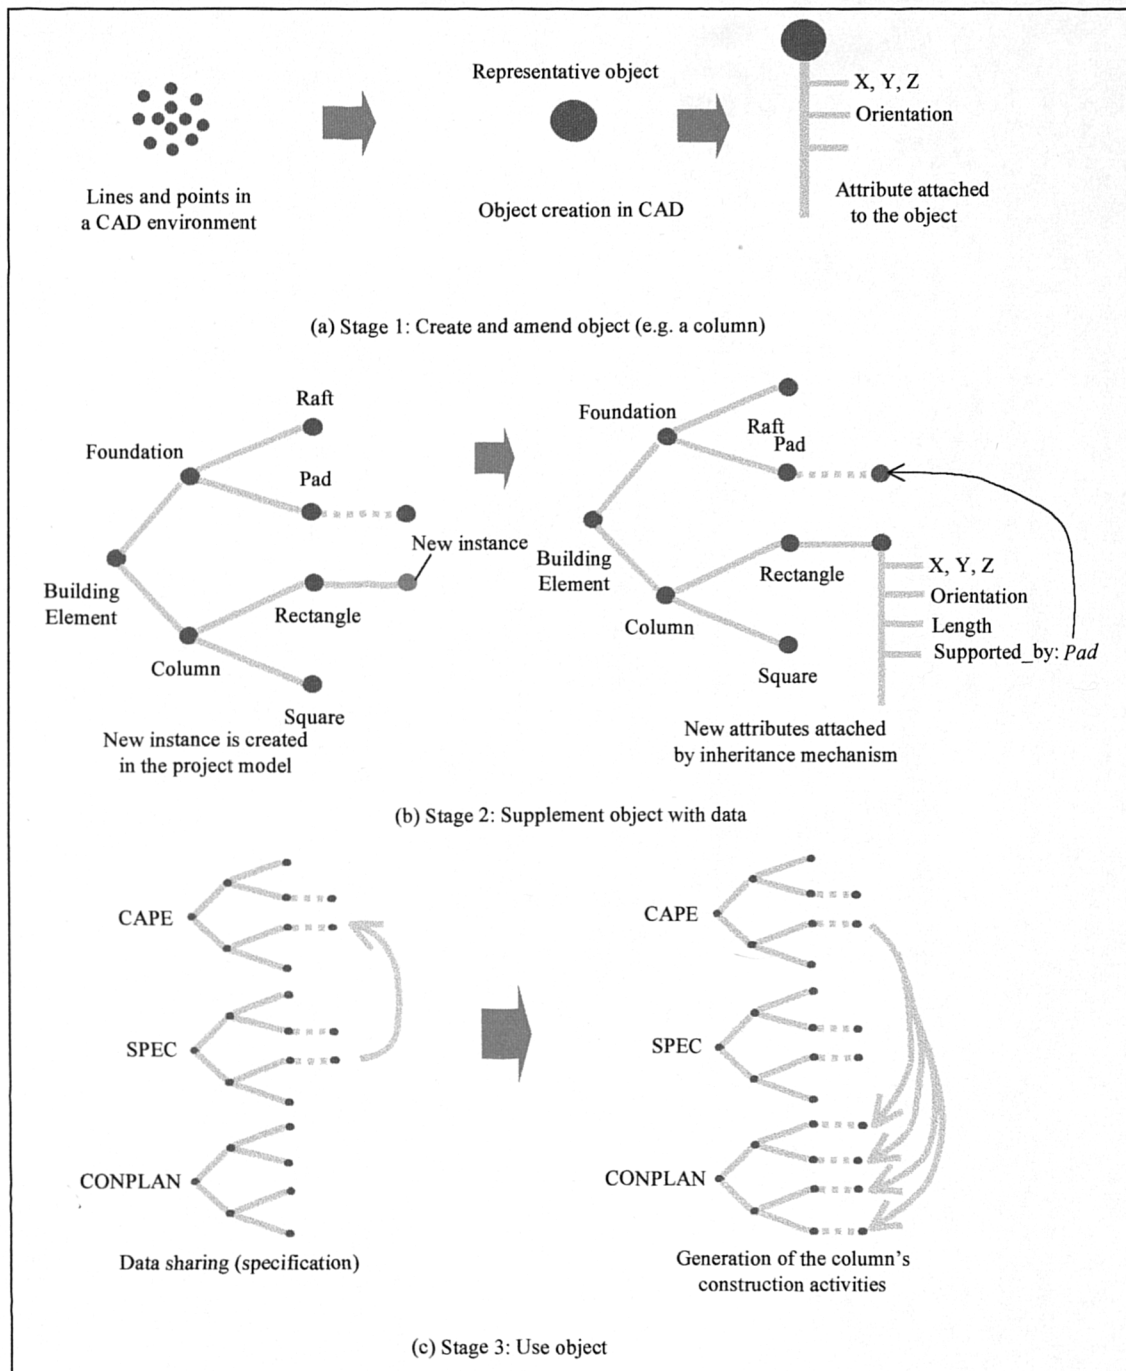 Representative object
X, Y, Z
Orientation
Lines and points in
a CAD environment
Object creation in CAD
Attribute attached
to the object
(a) Stage 1: Create and amend object (e.g. a column)
Raft
Foundation
Pad
New instance
Building
Element
Rectangle
Column
Square
New instance is created
in the project model
Foundation
Raft
Pad
Building
Element
Rectangle
X, Y, Z
Orientation
Length
Supported_by: Pad
Column
Square
New attributes attached
by inheritance mechanism
(b) Stage 2: Supplement object with data
CAPE
SPEC
CONPLAN
Data sharing (specification)
CAPE
SPEC
CONPLAN
Generation of the column's
construction activities
(c) Stage 3: Use object